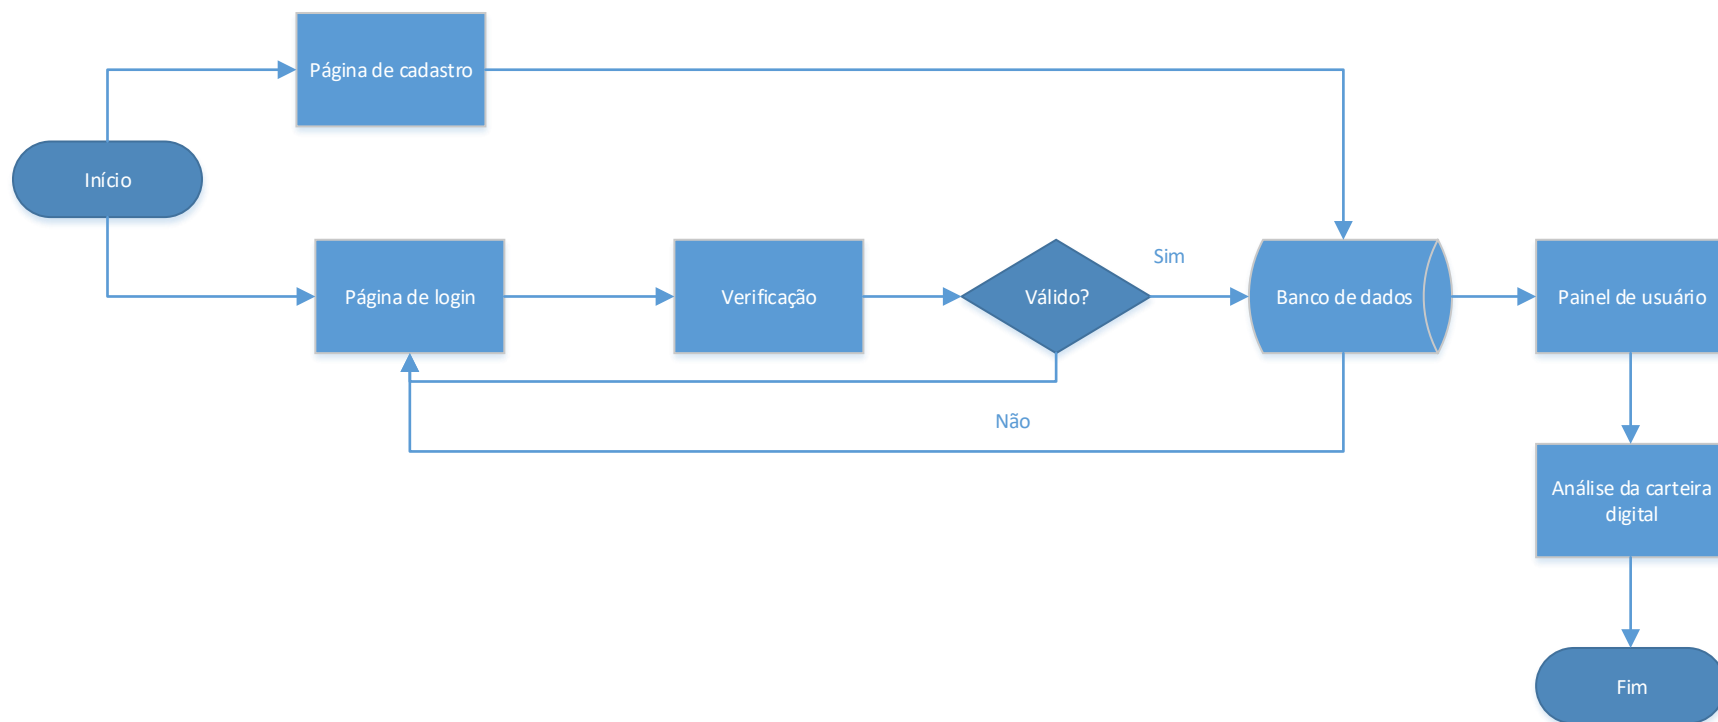 Página de cadastro
Início
Sim
Página de login
Verificação
Válido?
Banco de dados
Painel de usuário
Não
Análise da carteira
digital
Fim